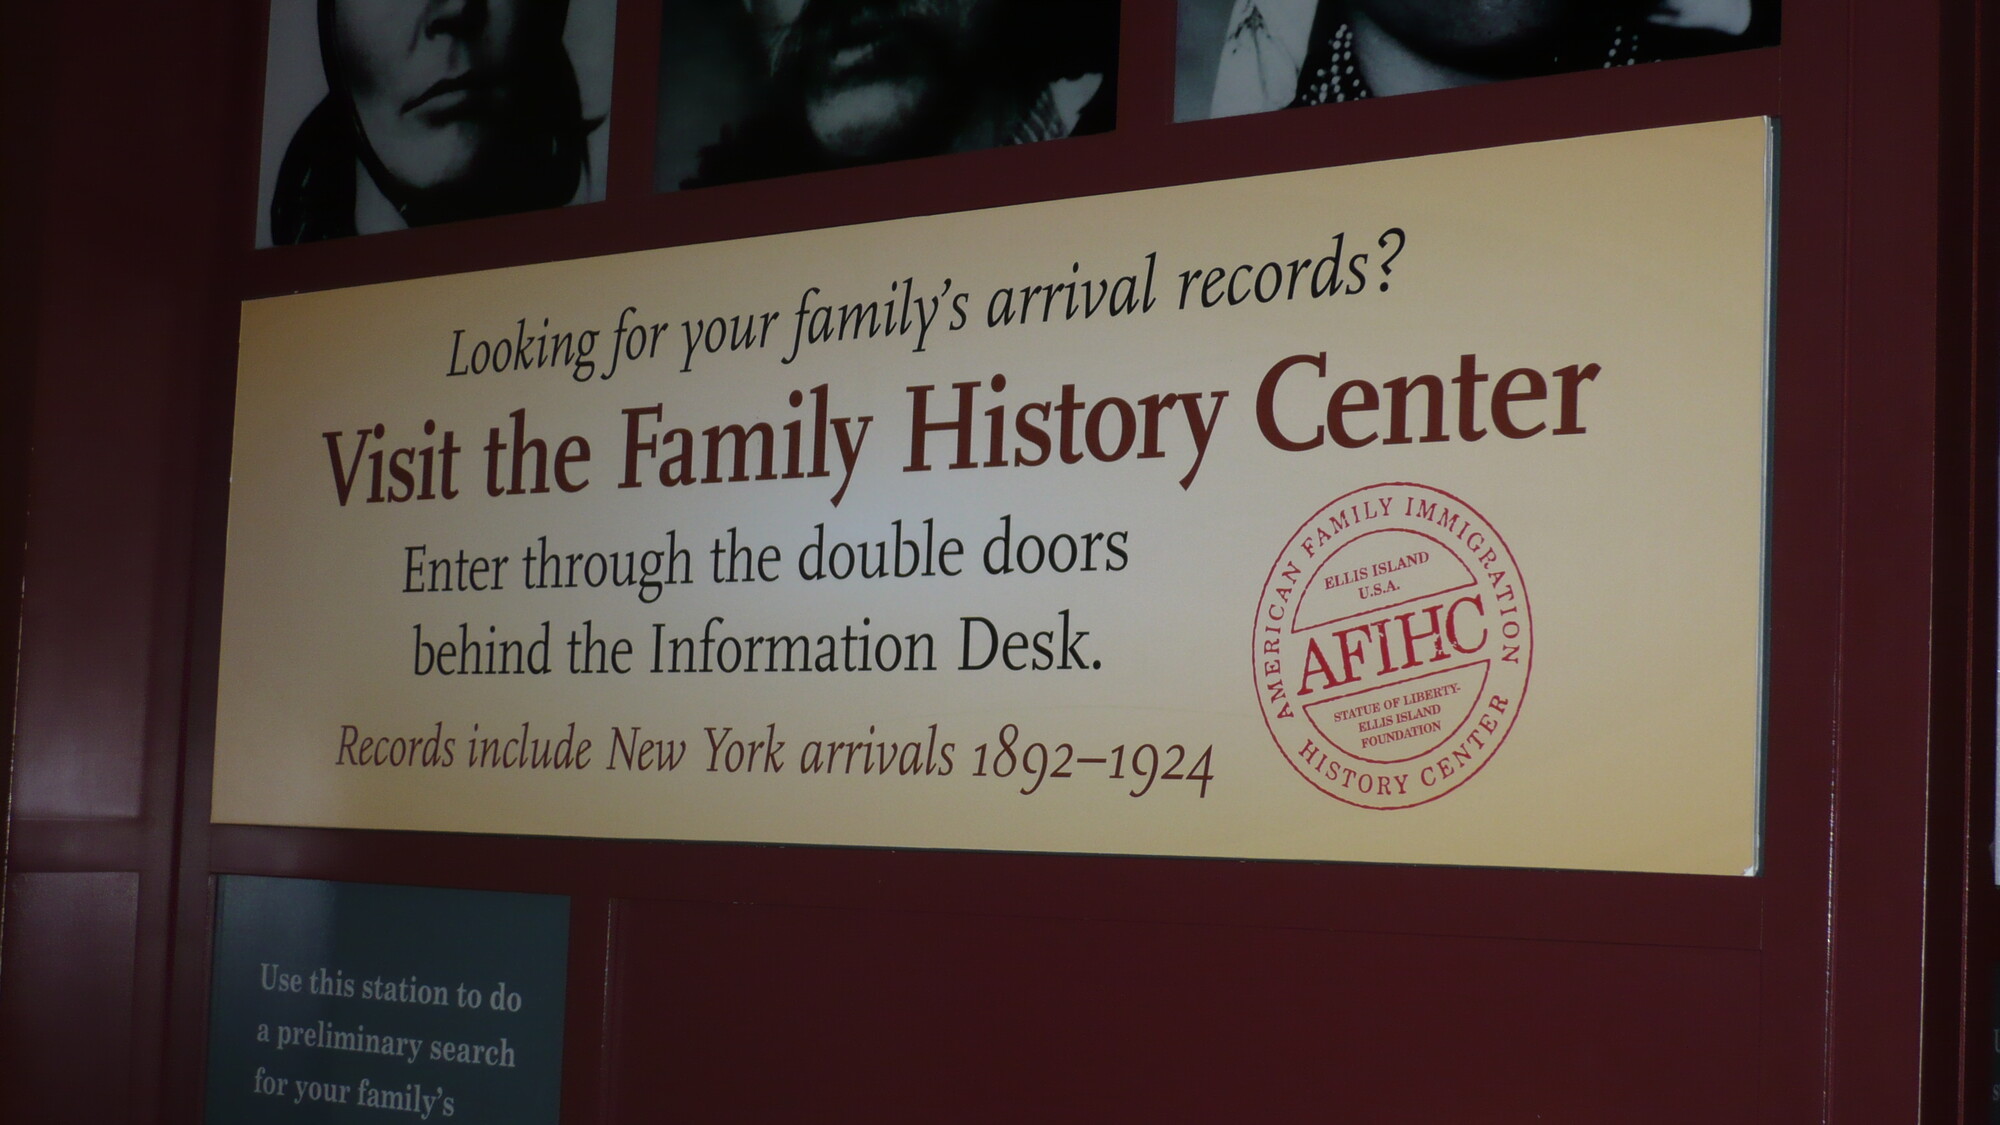 Looking for your family's arrival records?
Visit the Family History Center
Enter through the double doors
behind the Information Desk.
Records include New York arrivals 1892–1924
AMERICAN FAMILY IMMIGRATION
ELLIS ISLAND
U.S.A.
AFIHC
STATUE OF LIBERTY-
ELLIS ISLAND
FOUNDATION
HISTORY CENTER
Use this station to do
a preliminary search
for your family's